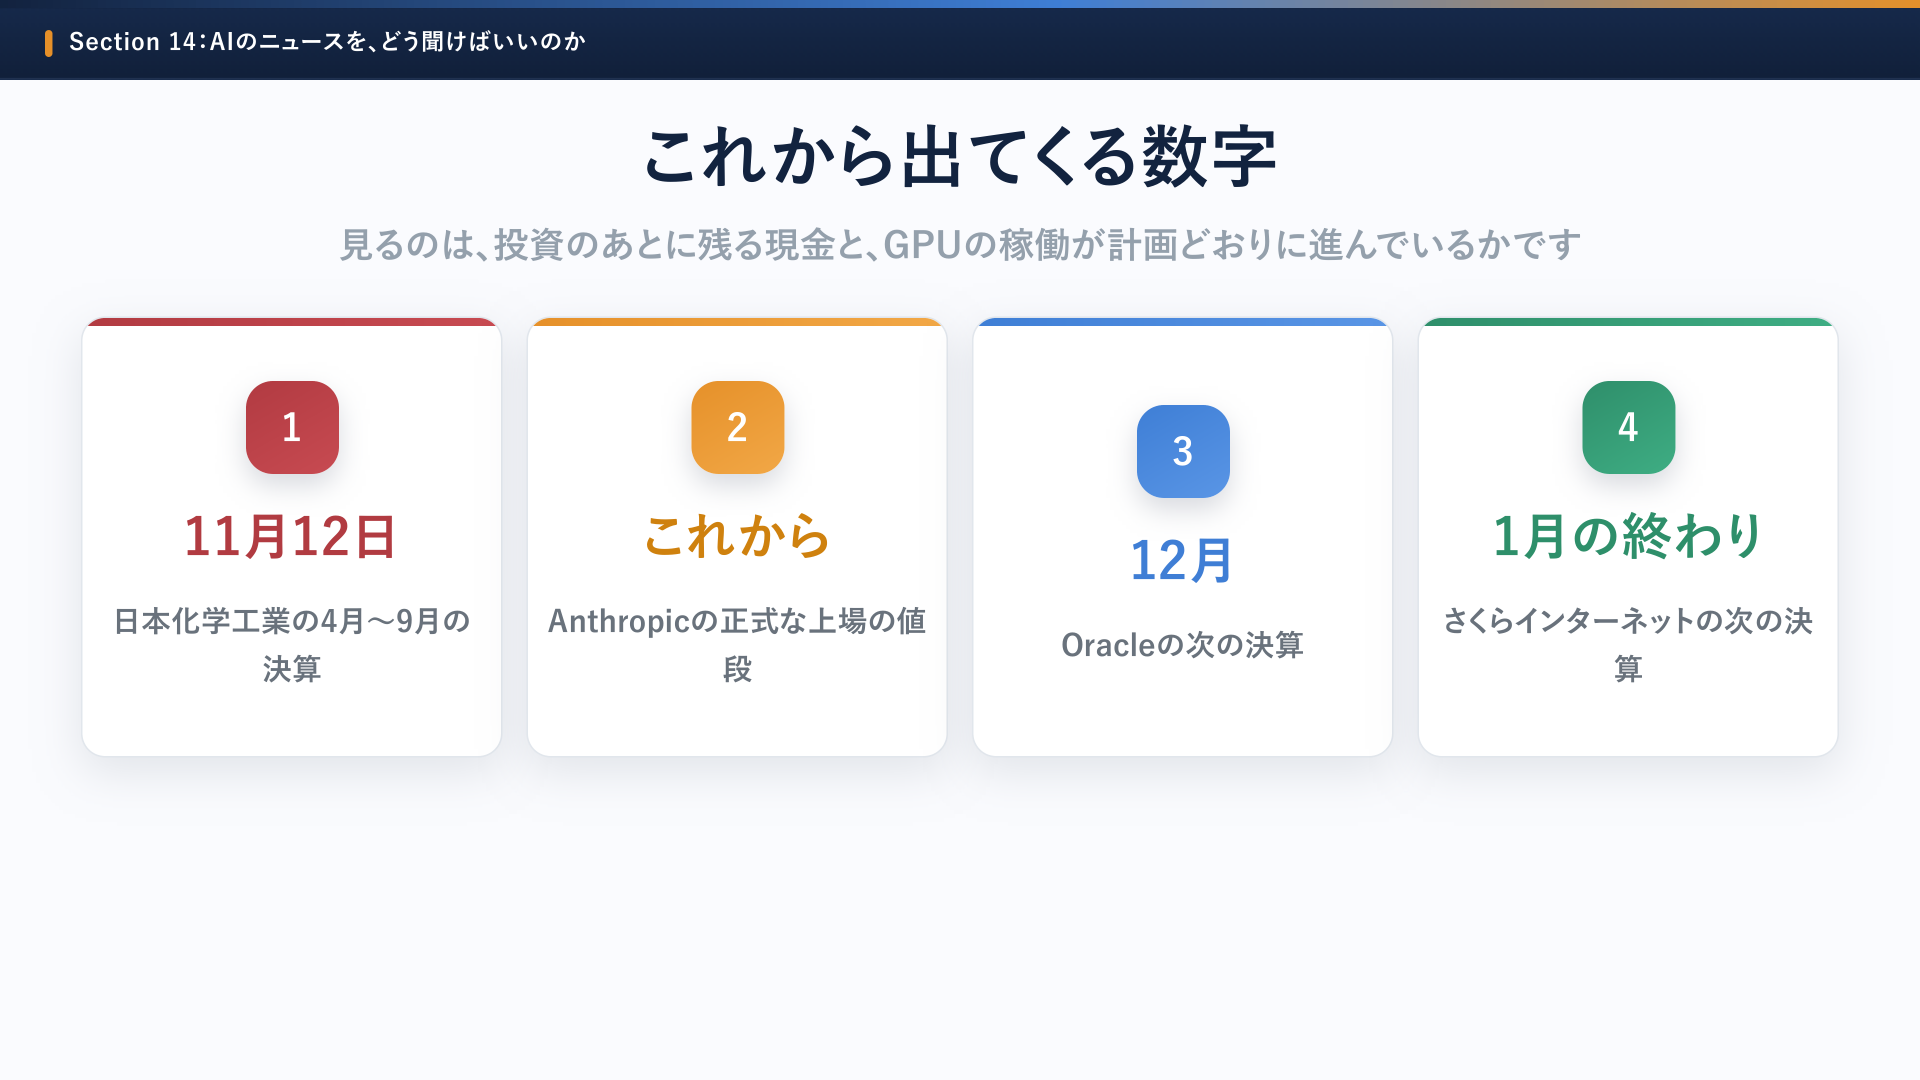 Section 14：AIのニュースを、どう聞けばいいのか
これから出てくる数字
見るのは、投資のあとに残る現金と、GPUの稼働が計画どおりに進んでいるかです
1
11月12日
日本化学工業の4月〜9月の
決算
2
これから
Anthropicの正式な上場の値
段
3
12月
Oracleの次の決算
4
1月の終わり
さくらインターネットの次の決
算